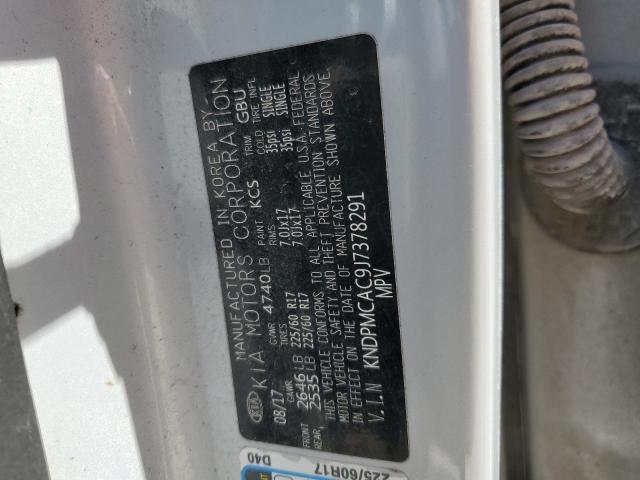 MANUFACTURED IN KOREA BY
KIA KIA MOTORS CORPORATION
08/17 GVWR 4740LB PAINT KCS TRIM GBU
GAWR TIRES RIMS COLD TIRE INFL
FRONT 2646LB 225/60 R17 7.0JX17 35psi SINGLE
REAR 2535LB 225/60 R17 7.0JX17 35psi SINGLE
THIS VEHICLE CONFORMS TO ALL APPLICABLE U.S.A. FEDERAL
MOTOR VEHICLE SAFETY AND THEFT PREVENTION STANDARDS
IN EFFECT ON THE DATE OF MANUFACTURE SHOWN ABOVE.
V.I.N KNDPMCAC9J7378291
MPV
D40
225/60R17